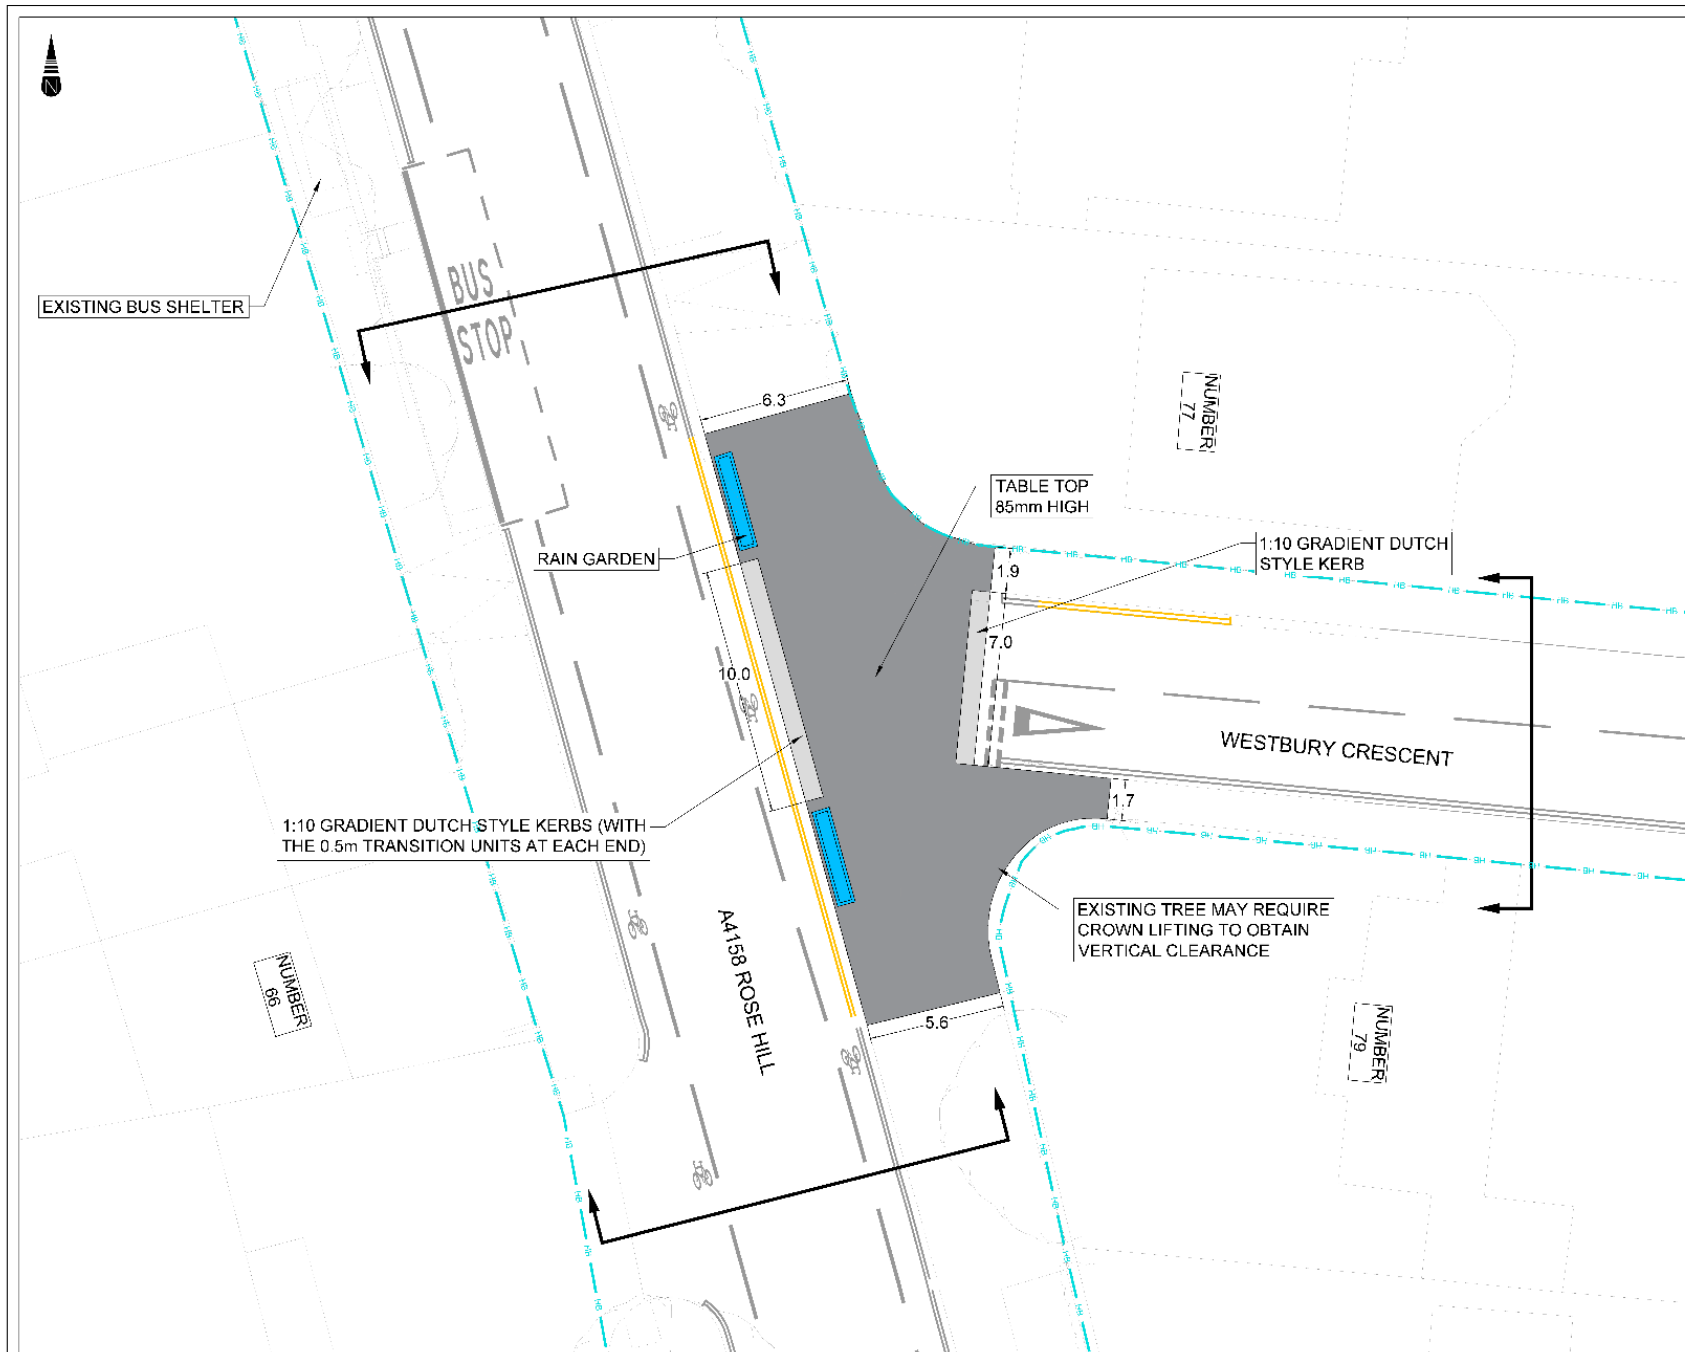 N
BUS
STOP
EXISTING BUS SHELTER
6.3
NUMBER
77
TABLE TOP
85mm HIGH
1:10 GRADIENT DUTCH
STYLE KERB
RAIN GARDEN
1.9
7.0
10.0
WESTBURY CRESCENT
1.7
1:10 GRADIENT DUTCH STYLE KERBS (WITH
THE 0.5m TRANSITION UNITS AT EACH END)
A4158 ROSE HILL
EXISTING TREE MAY REQUIRE
CROWN LIFTING TO OBTAIN
VERTICAL CLEARANCE
NUMBER
66
5.6
NUMBER
79